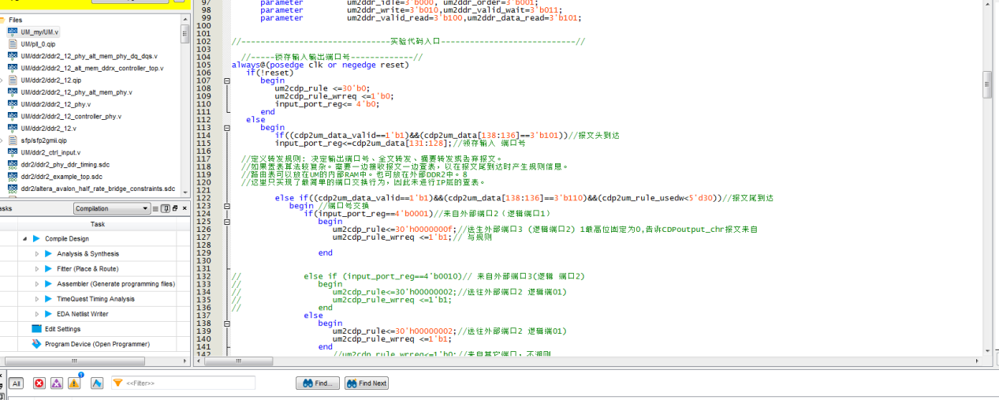 Files
UM_my/UM.v
UM/pll_0.qip
UM/ddr2/ddr2_12_phy_alt_mem_phy_dq_dqs.v
UM/ddr2/ddr2_12_alt_mem_ddrx_controller_top.v
UM/ddr2/ddr2_12.qip
UM/ddr2/ddr2_12_phy_alt_mem_phy.v
UM/ddr2/ddr2_12_phy.v
UM/ddr2/ddr2_12_controller_phy.v
UM/ddr2/ddr2_12.v
sfp/sfp2gmii.qip
UM/ddr2_ctrl_input.v
ddr2/ddr2_phy_ddr_timing.sdc
ddr2/ddr2_example_top.sdc
ddr2/altera_avalon_half_rate_bridge_constraints.sdc
asks
Compilation
Task
Compile Design
Analysis & Synthesis
Fitter (Place & Route)
Assembler (Generate programming files)
TimeQuest Timing Analysis
EDA Netlist Writer
Edit Settings
Program Device (Open Programmer)
97 parameter um2ddr_idle=3'b000, um2ddr_order=3'b001;
98 parameter um2ddr_write=3'b010,um2ddr_valid_wait=3'b011;
99 parameter um2ddr_valid_read=3'b100,um2ddr_data_read=3'b101;
100
101
102 //-------------------------------实验代码入口----------------------------//
103
104 //-----锁存输入输出端口号-------------//
105 always@(posedge clk or negedge reset)
106 if(!reset)
107 begin
108 um2cdp_rule <=30'b0;
109 um2cdp_rule_wrreq <=1'b0;
110 input_port_reg<= 4'b0;
111 end
112 else
113 begin
114 if((cdp2um_data_valid==1'b1)&&(cdp2um_data[138:136]==3'b101))//报文头到达
115 input_port_reg<=cdp2um_data[131:128];//领存输入 端口号
116
117 //定义转发规则: 决定输出端口号、全文转发、摘要转发或丢弃报文。
118 //如果查表算法较复杂。需要一边接收报文一边查表，以在报文尾到达时产生规则信息。
119 //路由表可以放在UM的内部RAM中。也可放在外部DDR2中。8
120 //这里只实现了最简单的端口交换行为，因此未进行IP层的查表。
121
122 else if((cdp2um_data_valid==1'b1)&&(cdp2um_data[138:136]==3'b110)&&(cdp2um_rule_usedw<5'd30))//报文尾到达
123 begin //端口号交换
124 if(input_port_reg==4'b0001)//来自外部端口2（逻辑端口1）
125 begin
126 um2cdp_rule<=30'h0000000f;//送生外部端口3 (逻辑端口2) 1最高位固定为0,告诉CDPoutput_chr报文来自
127 um2cdp_rule_wrreq <=1'b1;// 与规则
128
129 end
130
131
132 // else if (input_port_reg==4'b0010)// 来自外部端口3(逻辑 端口2)
133 // begin
134 // um2cdp_rule<=30'h00000002;//送往外部端口2 逻辑端01)
135 // um2cdp_rule_wrreq <=1'b1;
136 // end
137 else
138 begin
139 um2cdp_rule<=30'h00000002;//送往外部端口2 逻辑端01)
140 um2cdp_rule_wrreq <=1'b1;
141 end
142 //um2cdp_rule_wrreq<=1'b0;//来自其它端口，不
All
1
<<Filter>>
Find...
Find Next